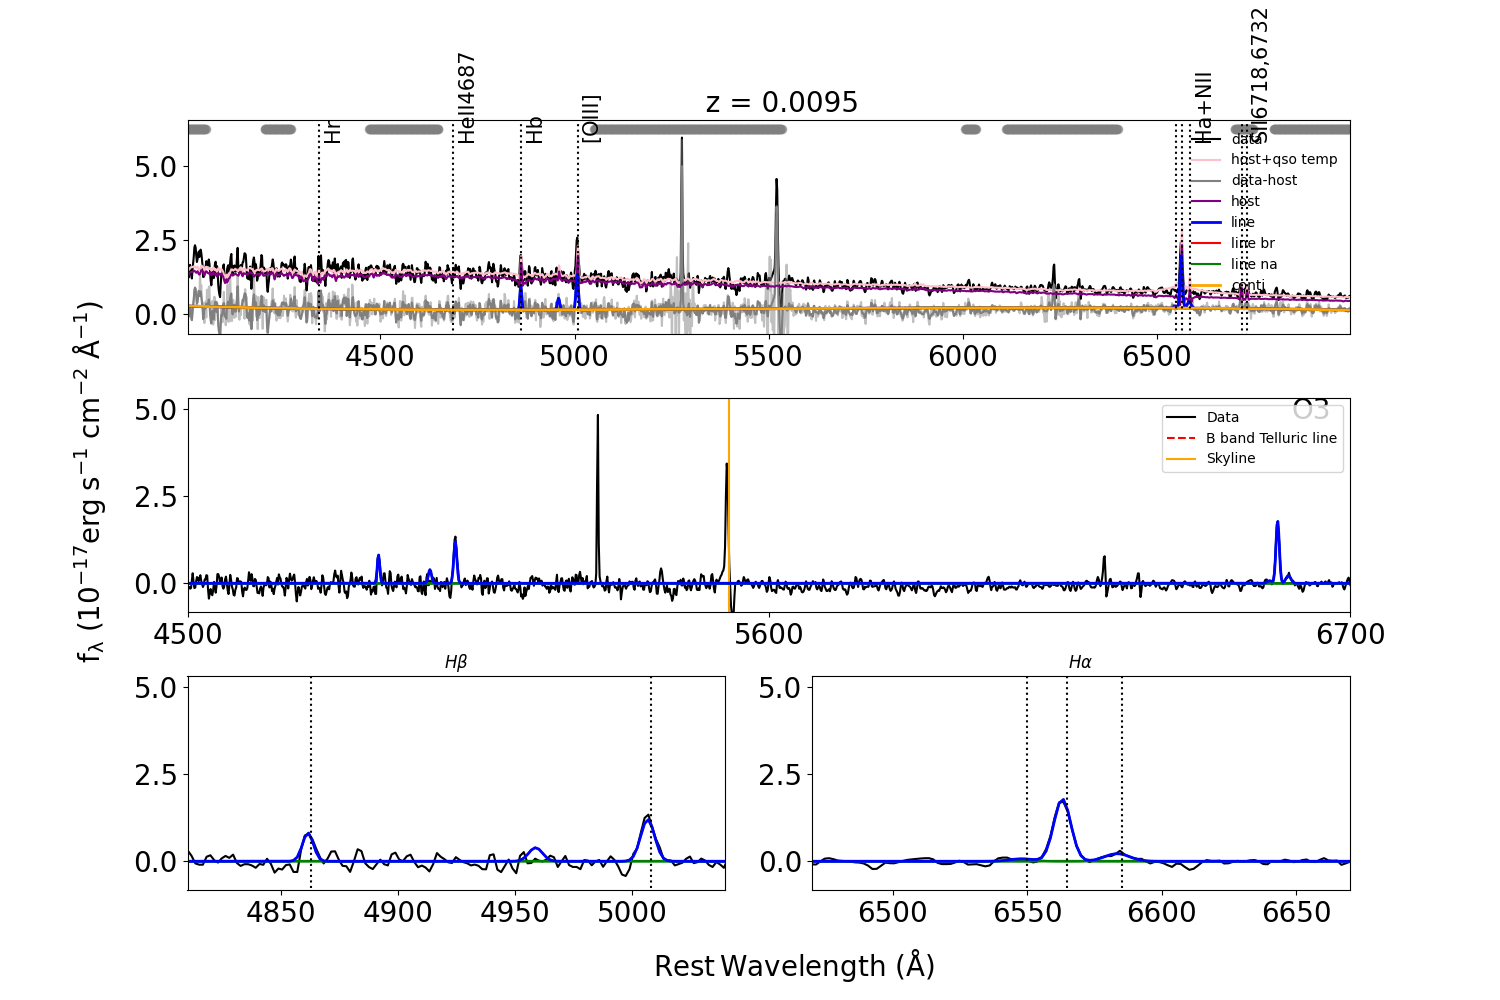 z = 0.0095
Hr
HeII4687
Hb
[OIII]
Ha+NII
SII6718,6732
data
host+qso temp
data-host
host
line
line br
line na
conti
5.0
2.5
0.0
4500 5000 5500 6000 6500
f_λ (10⁻¹⁷erg s⁻¹ cm⁻² Å⁻¹)
O3
Data
B band Telluric line
Skyline
5.0
2.5
0.0
4500 5600 6700
Hβ
5.0
2.5
0.0
4850 4900 4950 5000
Hα
5.0
2.5
0.0
6500 6550 6600 6650
Rest Wavelength (Å)